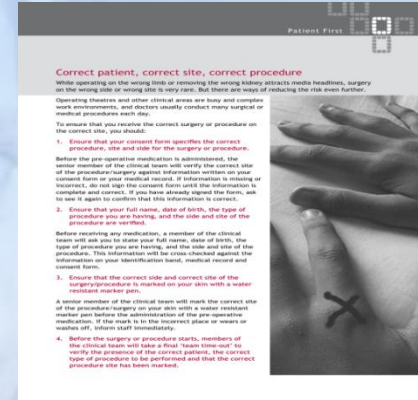 Patient First
Correct patient, correct site, correct procedure
While operating on the wrong limb or removing the wrong kidney attracts media headlines, surgery
on the wrong side or wrong site is very rare. But there are ways of reducing the risk even further.
Operating theatres and other clinical areas are busy and complex
work environments, and doctors usually conduct many surgical or
medical procedures each day.
To ensure that you receive the correct surgery or procedure on
the correct site, you should:
1. Ensure that your consent form specifies the correct
procedure, site and side for the surgery or procedure.
Before the pre-operative medication is administered, the
senior member of the clinical team will verify the correct site
of the procedure/surgery against information written on your
consent form or your medical record. If information is missing or
incorrect, do not sign the consent form until the information is
complete and correct. If you have already signed the form, ask
to see it again to confirm that this information is correct.
2. Ensure that your full name, date of birth, the type of
procedure you are having, and the side and site of the
procedure are verified.
Before receiving any medication, a member of the clinical
team will ask you to state your full name, date of birth, the
type of procedure you are having, and the side and site of the
procedure. This information will be cross-checked against the
information on your identification band, medical record and
consent form.
3. Ensure that the correct side and correct site of the
surgery/procedure is marked on your skin with a water
resistant marker pen.
A senior member of the clinical team will mark the correct site
of the procedure/surgery on your skin with a water resistant
marker pen before the administration of the pre-operative
medication. If the mark is in the incorrect place or wears or
washes off, inform staff immediately.
4. Before the surgery or procedure starts, members of
the clinical team will take a final ‘team time-out’ to
verify the presence of the correct patient, the correct
type of procedure to be performed and that the correct
procedure site has been marked.